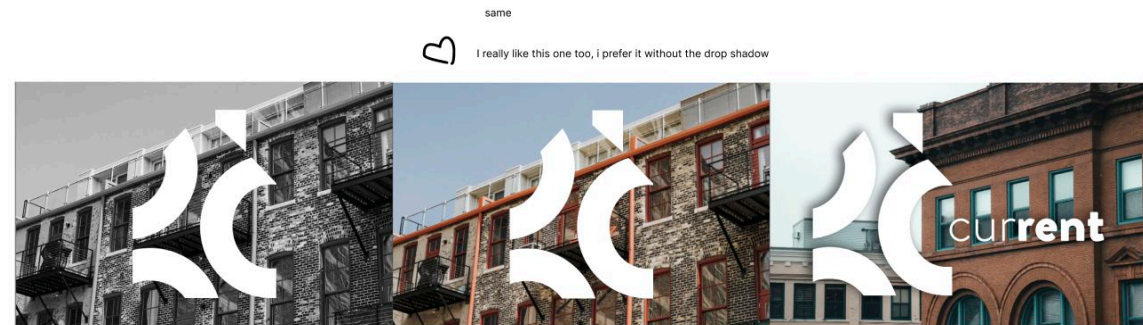 same
I really like this one too, i prefer it without the drop shadow
current